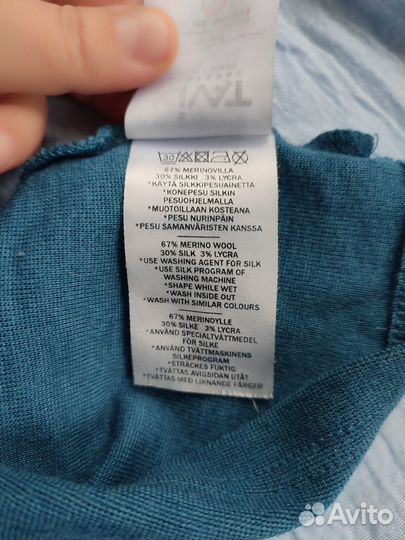 30
67% MERINOVILLA
30% SILKKI 3% LYCRA
*KÄYTÄ SILKKIPESUAINETTA
*KONEPESU SILKIN
PESUOHJELMALLA
*MUOTOILLAAN KOSTEANA
*PESU NURINPÄIN
*PESU SAMANVÄRISTEN KANSSA
67% MERINO WOOL
30% SILK 3% LYCRA
*USE WASHING AGENT FOR SILK
*USE SILK PROGRAM OF
WASHING MACHINE
*SHAPE WHILE WET
*WASH INSIDE OUT
*WASH WITH SIMILAR COLOURS
67% MERINOYLLE
30% SILKE 3% LYCRA
*ANVÄND SPECIALTVÄTTMEDEL
FÖR SILKE
*ANVÄND TVÄTTMASKINENS
SILKEPROGRAM
*STRÄCKES FUKTIG
*TVÄTTAS AVIGSIDAN UTÅT
*TVÄTTAS MED LIKNANDE FÄRGER
Avito